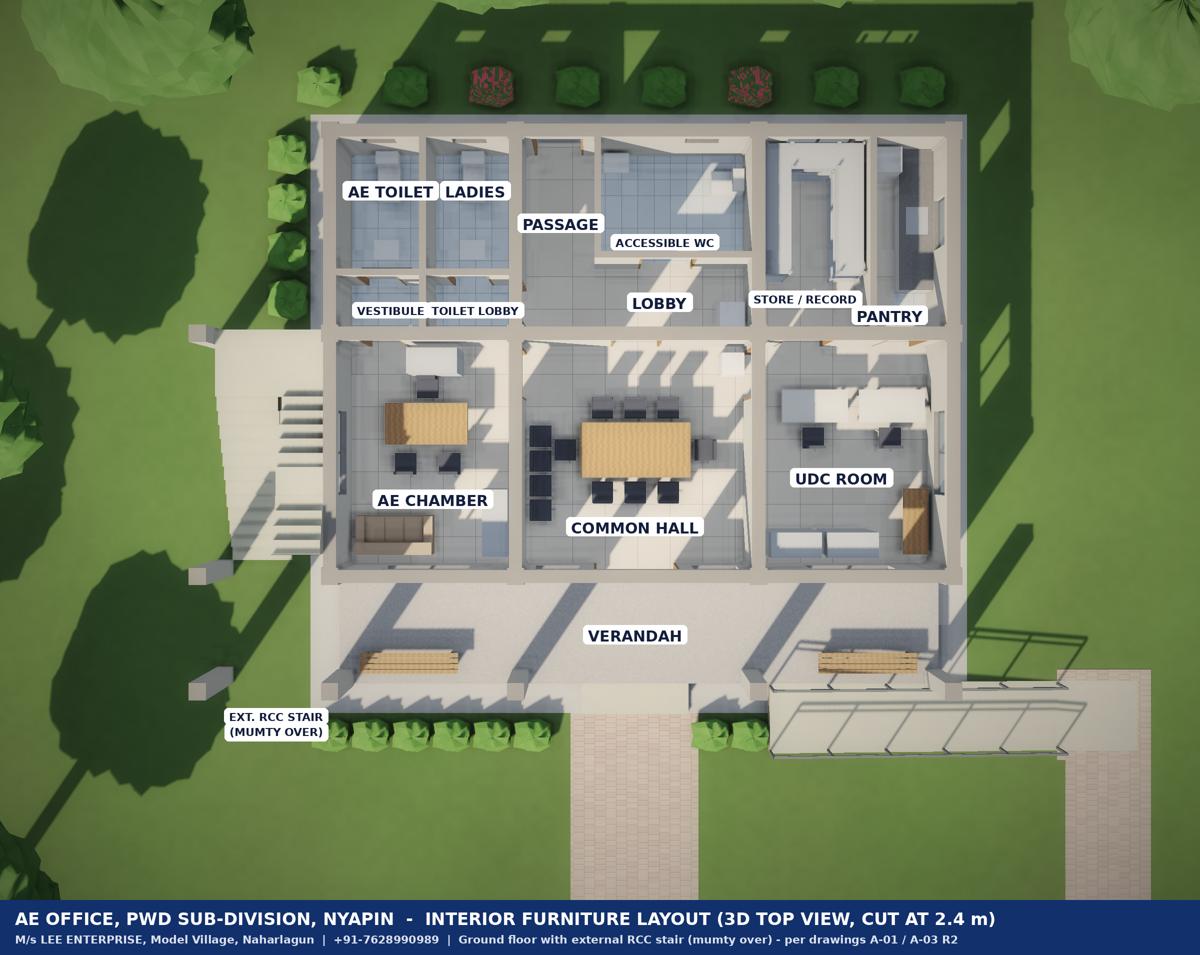 AE TOILET
LADIES
PASSAGE
ACCESSIBLE WC
LOBBY
STORE / RECORD
VESTIBULE
TOILET LOBBY
PANTRY
UDC ROOM
AE CHAMBER
COMMON HALL
VERANDAH
EXT. RCC STAIR
(MUMTY OVER)
AE OFFICE, PWD SUB-DIVISION, NYAPIN - INTERIOR FURNITURE LAYOUT (3D TOP VIEW, CUT AT 2.4 m)
M/s LEE ENTERPRISE, Model Village, Naharlagun | +91-7628990989 | Ground floor with external RCC stair (mumty over) - per drawings A-01 / A-03 R2